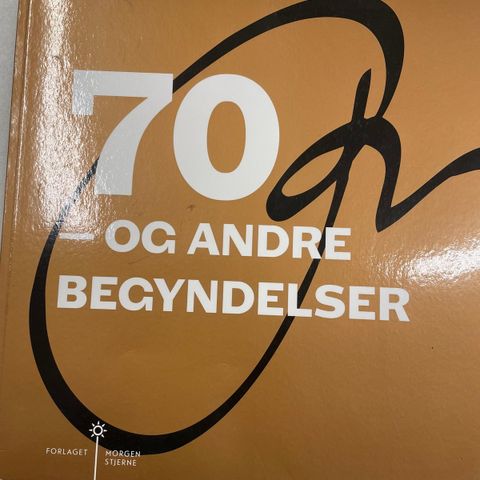 70
– OG ANDRE
BEGYNDELSER
FORLAGET MORGEN
STJERNE